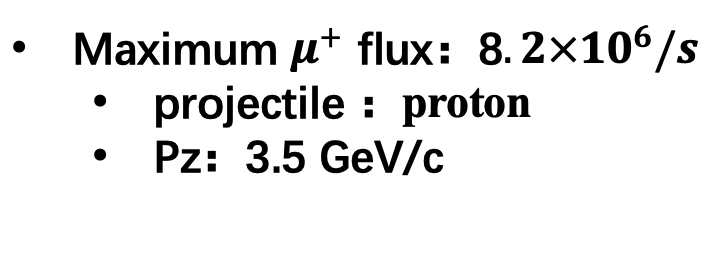 • Maximum μ⁺ flux：8.2×10⁶/s
• projectile：proton
• Pz：3.5 GeV/c